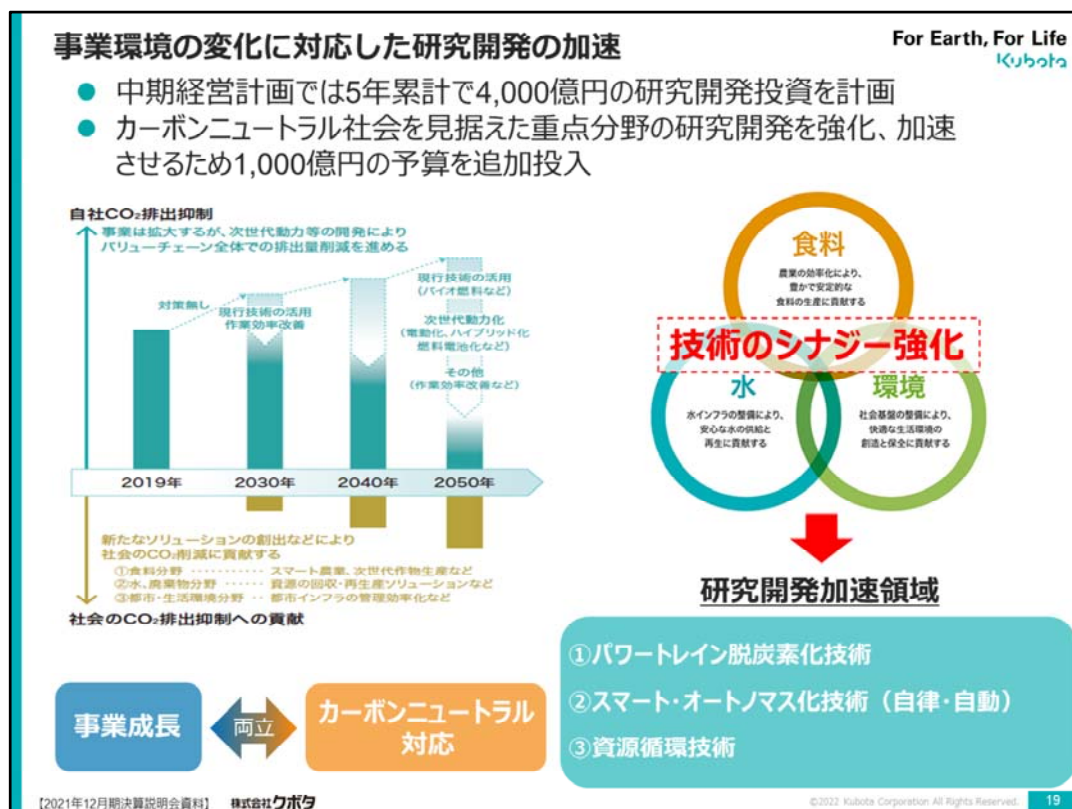 事業環境の変化に対応した研究開発の加速
For Earth, For Life
Kubota
● 中期経営計画では5年累計で4,000億円の研究開発投資を計画
● カーボンニュートラル社会を見据えた重点分野の研究開発を強化、加速
させるため1,000億円の予算を追加投入
自社CO₂排出抑制
事業は拡大するが、次世代動力等の開発により
バリューチェーン全体での排出量削減を進める
対策無し
現行技術の活用
作業効率改善
現行技術の活用
(バイオ燃料など)
次世代動力化
(電動化、ハイブリッド化
燃料電池化など)
その他
(作業効率改善など)
2019年 2030年 2040年 2050年
新たなソリューションの創出などにより
社会のCO₂削減に貢献する
①食料分野 ………… スマート農業、次世代作物生産など
②水、廃棄物分野 …… 資源の回収・再生産ソリューションなど
③都市・生活環境分野 ‥ 都市インフラの管理効率化など
社会のCO₂排出抑制への貢献
食料
農業の効率化により、
豊かで安定的な
食料の生産に貢献する
技術のシナジー強化
水
水インフラの整備により、
安心な水の供給と
再生に貢献する
環境
社会基盤の整備により、
快適な生活環境の
創造と保全に貢献する
研究開発加速領域
①パワートレイン脱炭素化技術
②スマート・オートノマス化技術（自律・自動）
③資源循環技術
事業成長
両立
カーボンニュートラル
対応
【2021年12月期決算説明会資料】 株式会社クボタ
©2022 Kubota Corporation All Rights Reserved. 19